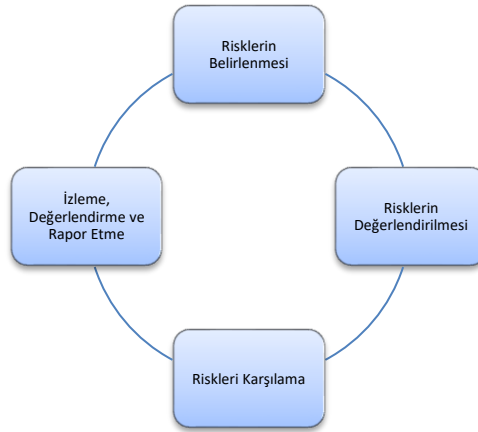 Risklerin
Belirlenmesi
Risklerin
Değerlendirilmesi
Riskleri Karşılama
İzleme,
Değerlendirme ve
Rapor Etme